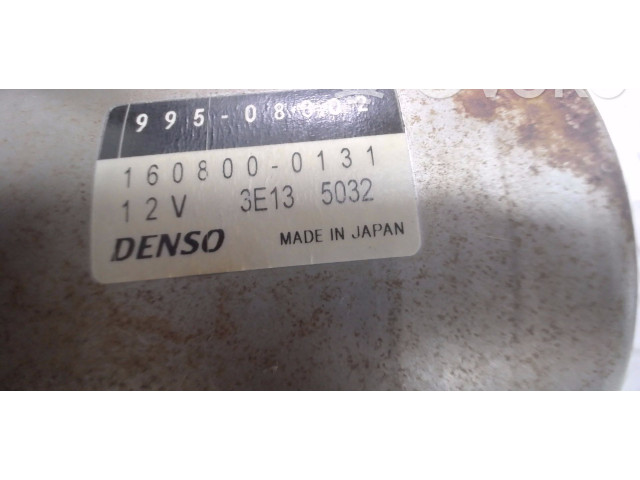 995-08002
160800-0131
12V 3E13 5032
DENSO MADE IN JAPAN